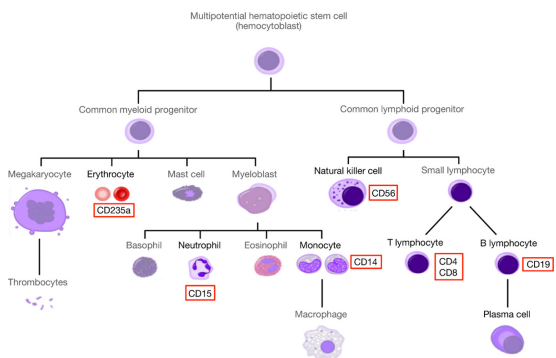 Multipotential hematopoietic stem cell
(hemocytoblast)
Common myeloid progenitor
Common lymphoid progenitor
Megakaryocyte
Erythrocyte
Mast cell
Myeloblast
Natural killer cell
Small lymphocyte
CD235a
CD56
Basophil
Neutrophil
Eosinophil
Monocyte
T lymphocyte
B lymphocyte
CD14
CD4
CD8
CD19
Thrombocytes
CD15
Macrophage
Plasma cell